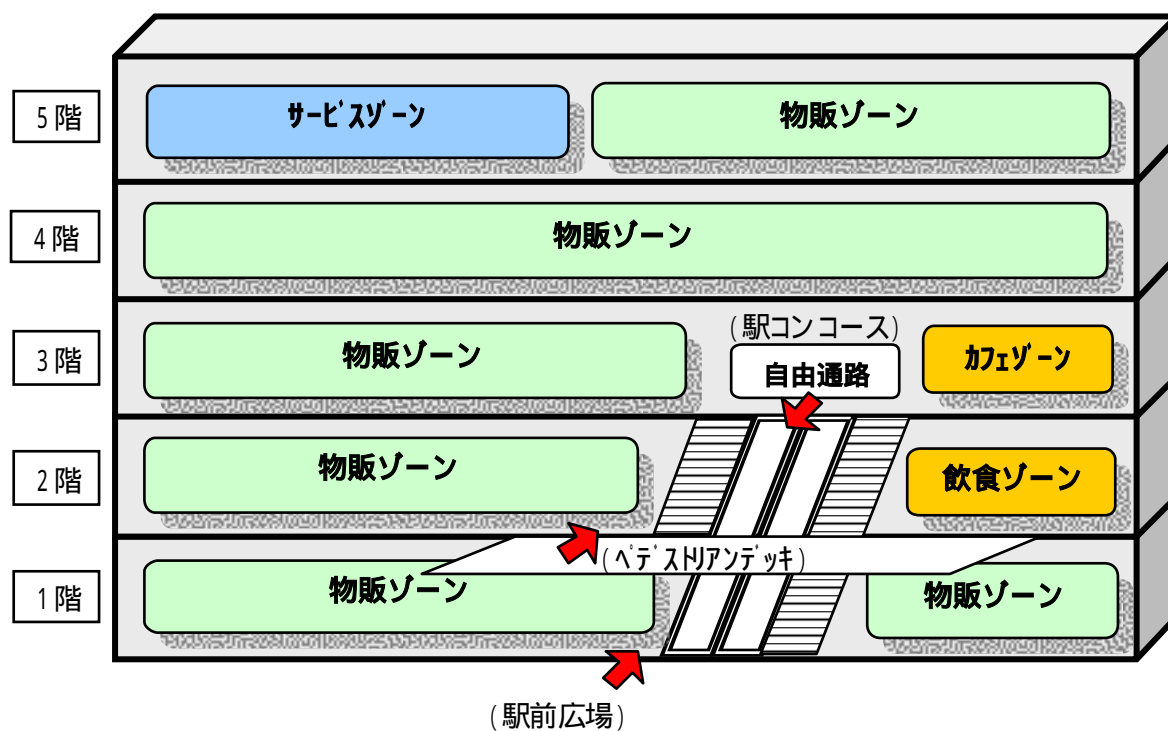 5階
サービスゾーン
物販ゾーン
4階
物販ゾーン
3階
物販ゾーン
(駅コンコース)
自由通路
カフェゾーン
2階
物販ゾーン
飲食ゾーン
(ペデストリアンデッキ)
1階
物販ゾーン
物販ゾーン
(駅前広場)